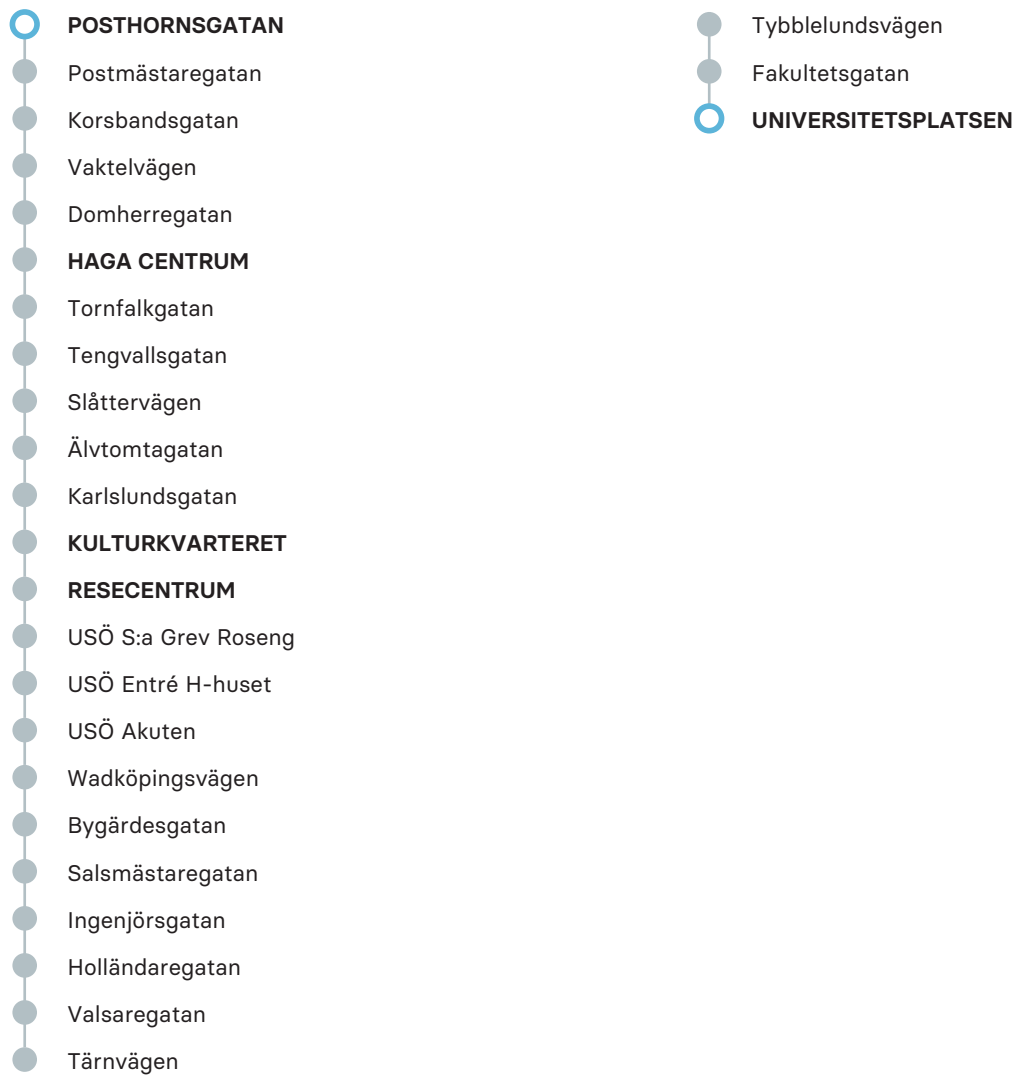 POSTHORNSGATAN
Postmästaregatan
Korsbandsgatan
Vaktelvägen
Domherregatan
HAGA CENTRUM
Tornfalkgatan
Tengvallsgatan
Slåttervägen
Älvtomtagatan
Karlslundsgatan
KULTURKVARTERET
RESECENTRUM
USÖ S:a Grev Roseng
USÖ Entré H-huset
USÖ Akuten
Wadköpingsvägen
Bygärdesgatan
Salsmästaregatan
Ingenjörsgatan
Holländaregatan
Valsaregatan
Tärnvägen
Tybblelundsvägen
Fakultetsgatan
UNIVERSITETSPLATSEN